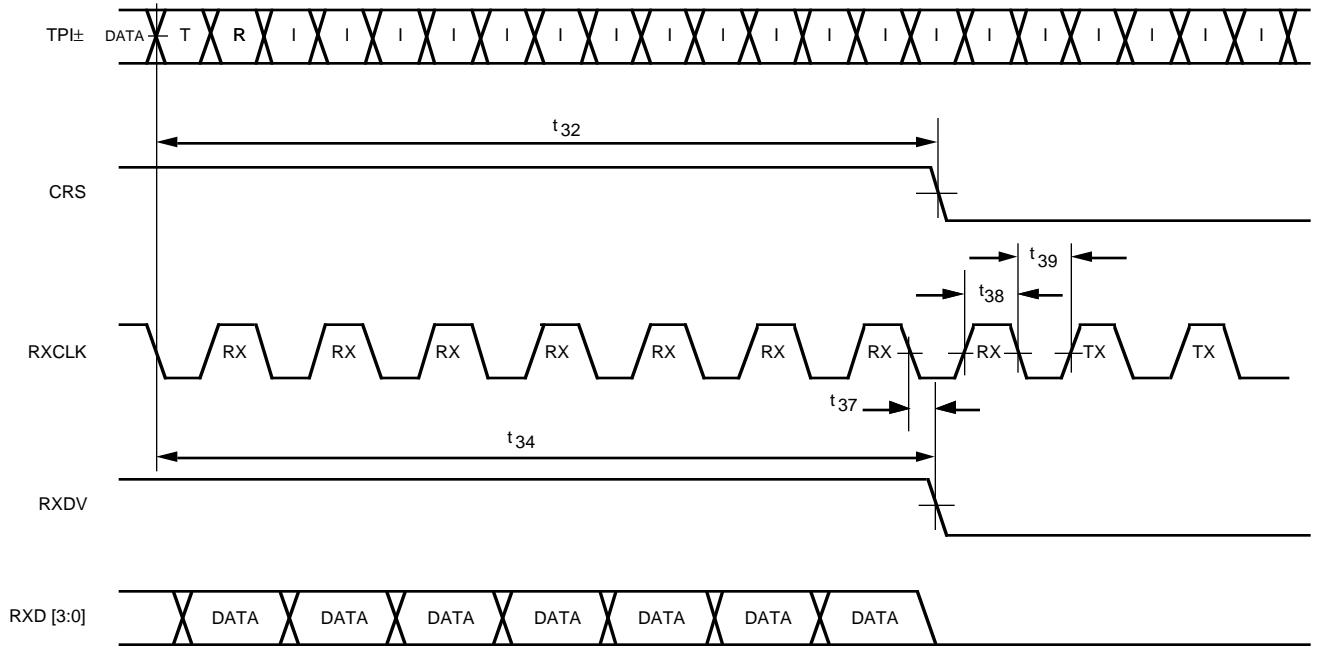 TPI± DATA T R I I I I I I I I I I I I I I I I I I I
t32
CRS
t39
t38
RXCLK RX RX RX RX RX RX RX RX TX TX
t37
t34
RXDV
RXD [3:0] DATA DATA DATA DATA DATA DATA DATA